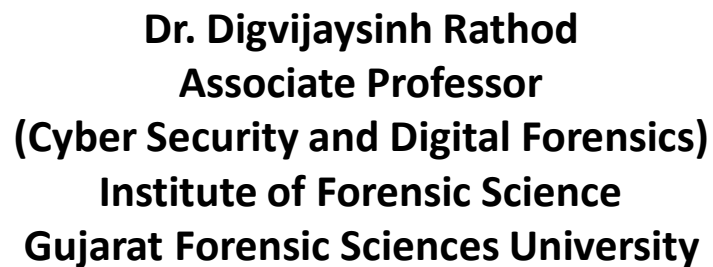 Dr. Digvijaysinh Rathod
Associate Professor
(Cyber Security and Digital Forensics)
Institute of Forensic Science
Gujarat Forensic Sciences University